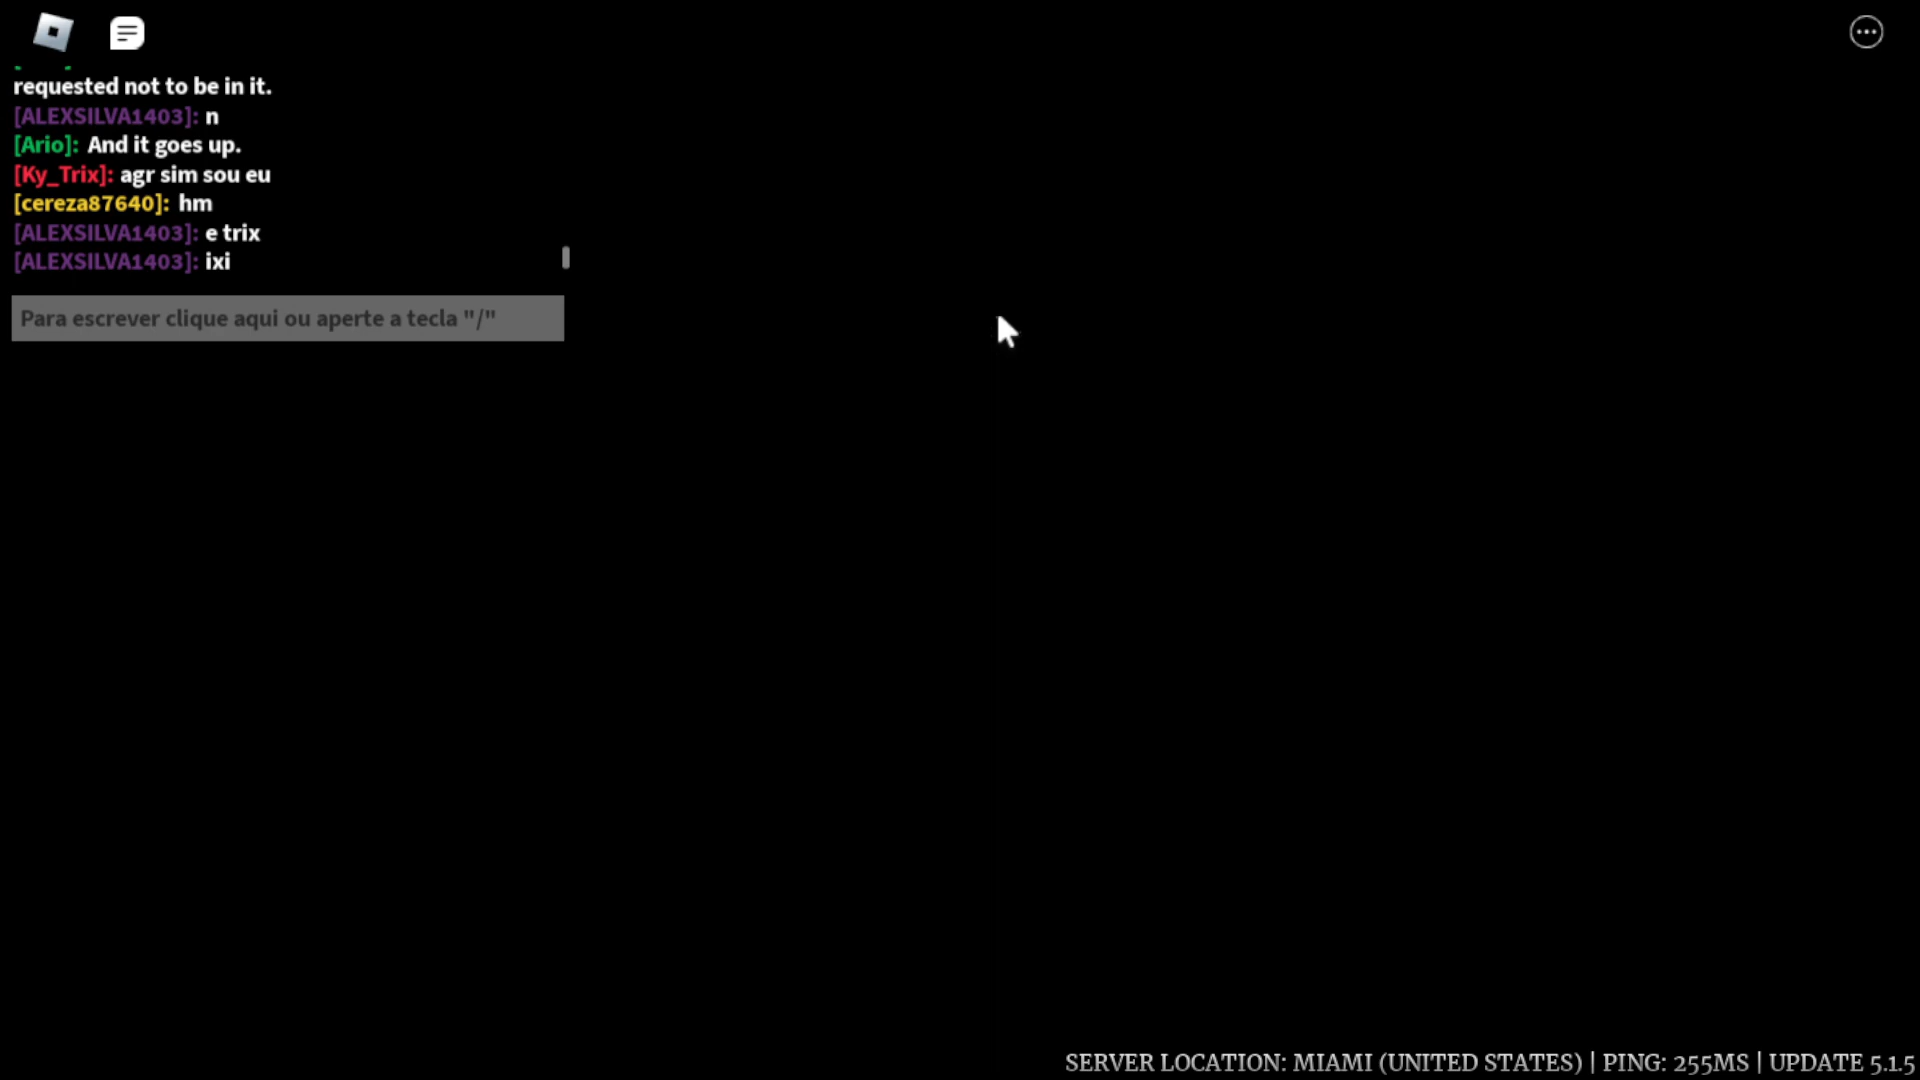 requested not to be in it.
[ALEXSILVA1403]: n
[Ario]: And it goes up.
[Ky_Trix]: agr sim sou eu
[cereza87640]: hm
[ALEXSILVA1403]: e trix
[ALEXSILVA1403]: ixi
Para escrever clique aqui ou aperte a tecla "/"
SERVER LOCATION: MIAMI (UNITED STATES) | PING: 255MS | UPDATE 5.1.5